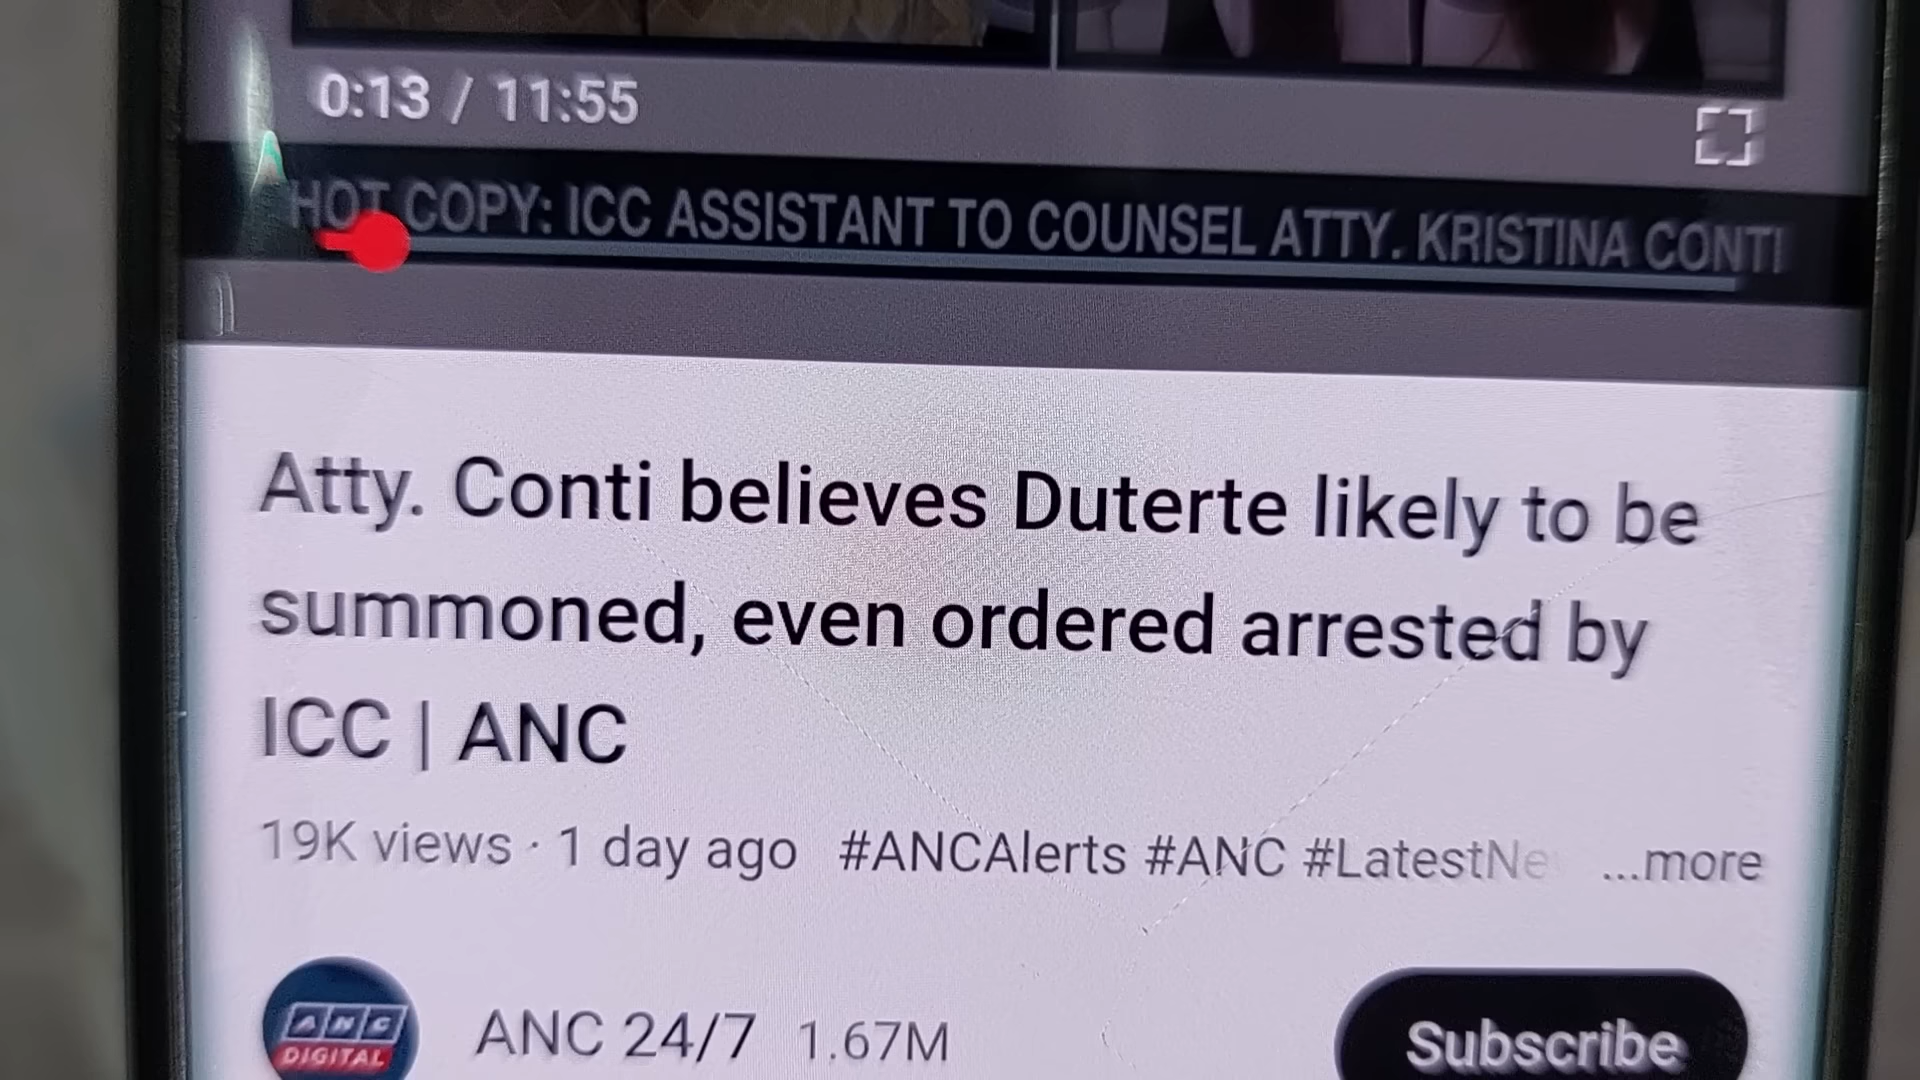 0:13 / 11:55
HOT COPY: ICC ASSISTANT TO COUNSEL ATTY. KRISTINA CONTI
Atty. Conti believes Duterte likely to be
summoned, even ordered arrested by
ICC | ANC
19K views · 1 day ago #ANCAlerts #ANC #LatestNe ...more
ANC
DIGITAL
ANC 24/7 1.67M
Subscribe